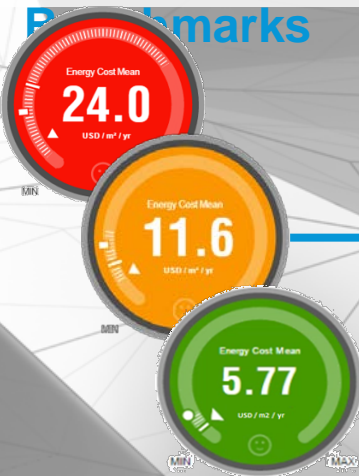 Energy Cost Mean
24.0
USD / m² / yr
MIN
Energy Cost Mean
11.6
USD / m² / yr
MIN
Energy Cost Mean
5.77
USD / m2 / yr
MIN MAX